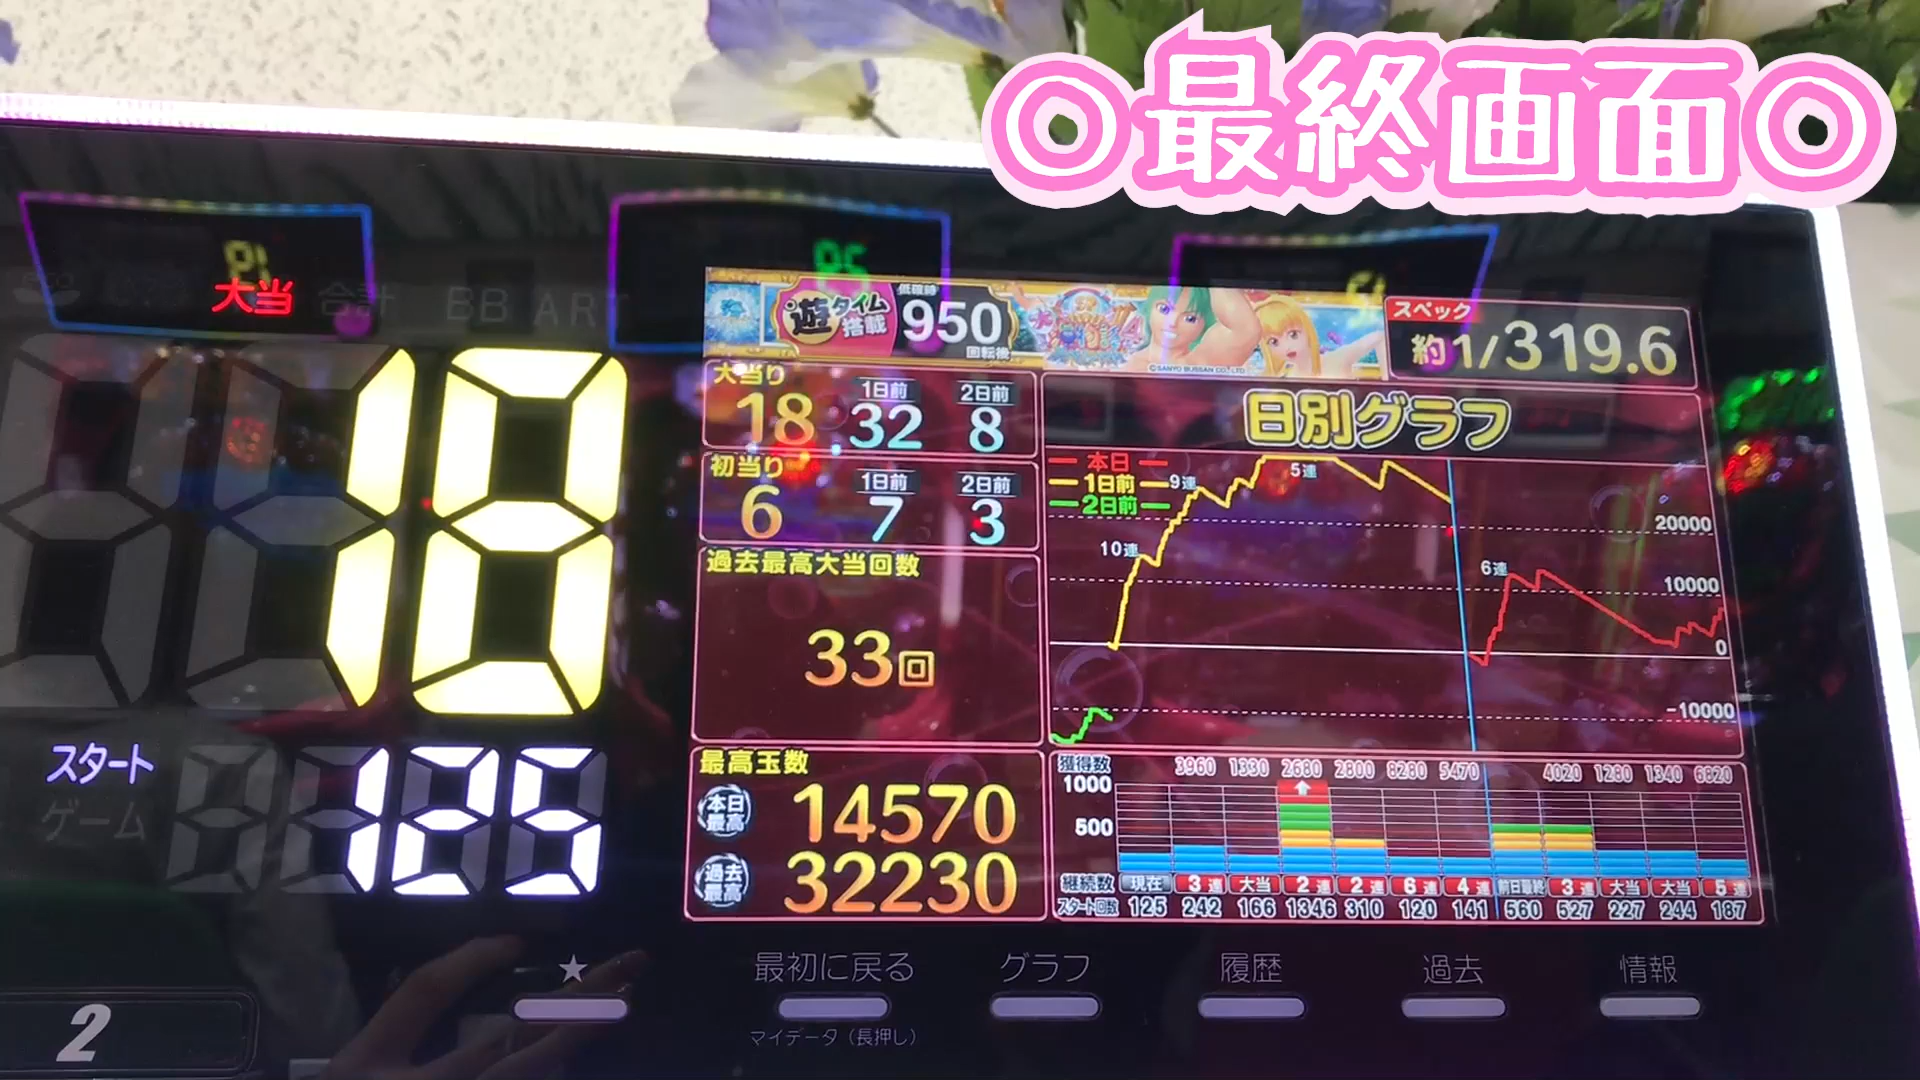 ◎最終画面◎
大当 合計 BB ART
18
スタート
ゲーム
125
2
遊タイム搭載
低確時
950
回転後
©SANYO BUSSAN CO., LTD.
スペック
約1/319.6
大当り 1日前 2日前
18 32 8
初当り 1日前 2日前
6 7 3
過去最高大当回数
33回
最高玉数
本日最高 14570
過去最高 32230
日別グラフ
本日
1日前
2日前
9連
5連
10連
6連
20000
10000
0
-10000
獲得数 3960 1330 2680 2800 8280 5470 4020 1280 1340 6820
1000
500
継続数 現在 3連 大当 2連 2連 6連 4連 前日最終 3連 大当 大当 5連
スタート回数 125 242 166 1346 310 120 141 560 527 227 244 187
★ 最初に戻る グラフ 履歴 過去 情報
マイデータ（長押し）